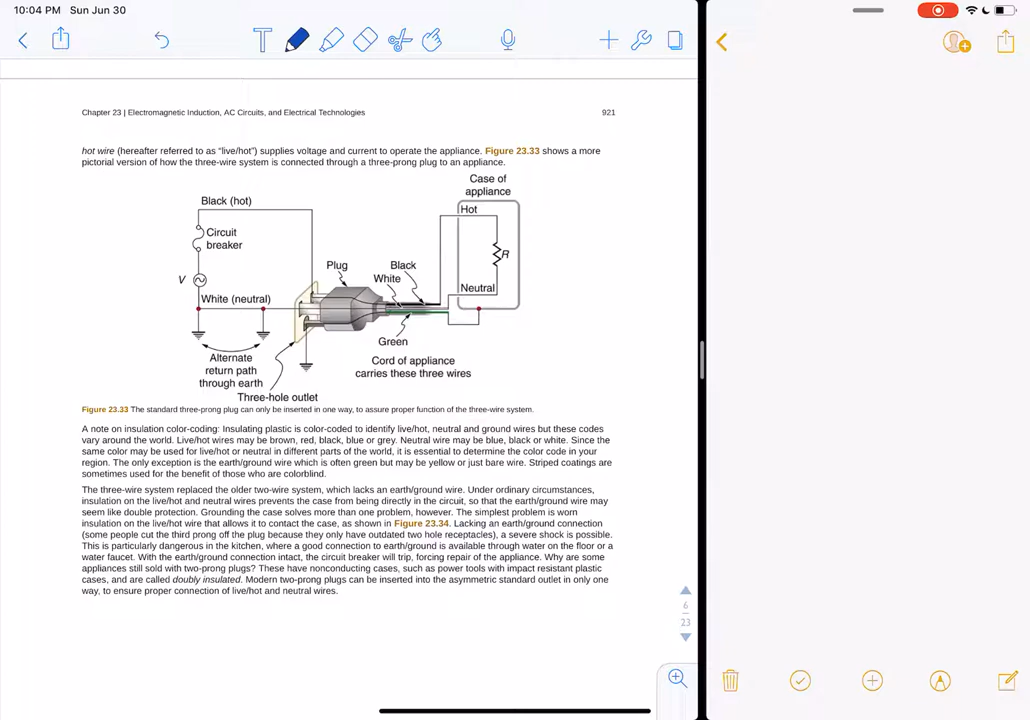 10:04 PM Sun Jun 30
Chapter 23 | Electromagnetic Induction, AC Circuits, and Electrical Technologies 921
hot wire (hereafter referred to as “live/hot”) supplies voltage and current to operate the appliance. Figure 23.33 shows a more
pictorial version of how the three-wire system is connected through a three-prong plug to an appliance.
Case of
appliance
Black (hot)
Hot
Circuit
breaker
R
Plug
Black
White
V
Neutral
White (neutral)
Green
Alternate
return path
through earth
Cord of appliance
carries these three wires
Three-hole outlet
Figure 23.33 The standard three-prong plug can only be inserted in one way, to assure proper function of the three-wire system.
A note on insulation color-coding: Insulating plastic is color-coded to identify live/hot, neutral and ground wires but these codes
vary around the world. Live/hot wires may be brown, red, black, blue or grey. Neutral wire may be blue, black or white. Since the
same color may be used for live/hot or neutral in different parts of the world, it is essential to determine the color code in your
region. The only exception is the earth/ground wire which is often green but may be yellow or just bare wire. Striped coatings are
sometimes used for the benefit of those who are colorblind.
The three-wire system replaced the older two-wire system, which lacks an earth/ground wire. Under ordinary circumstances,
insulation on the live/hot and neutral wires prevents the case from being directly in the circuit, so that the earth/ground wire may
seem like double protection. Grounding the case solves more than one problem, however. The simplest problem is worn
insulation on the live/hot wire that allows it to contact the case, as shown in Figure 23.34. Lacking an earth/ground connection
(some people cut the third prong off the plug because they only have outdated two hole receptacles), a severe shock is possible.
This is particularly dangerous in the kitchen, where a good connection to earth/ground is available through water on the floor or a
water faucet. With the earth/ground connection intact, the circuit breaker will trip, forcing repair of the appliance. Why are some
appliances still sold with two-prong plugs? These have nonconducting cases, such as power tools with impact resistant plastic
cases, and are called doubly insulated. Modern two-prong plugs can be inserted into the asymmetric standard outlet in only one
way, to ensure proper connection of live/hot and neutral wires.
6
23